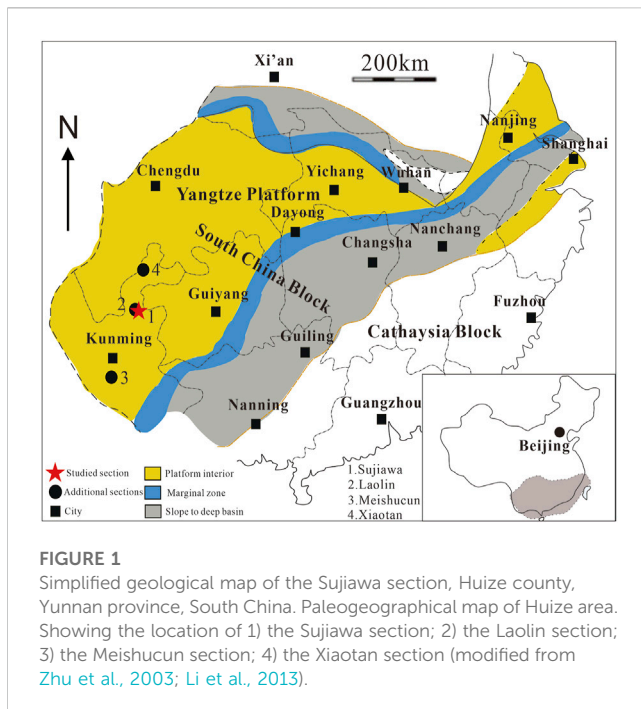 Xi'an
200km
N
Nanjing
Shanghai
Chengdu
Yichang
Wuhan
Yangtze Platform
Dayong
Nanchang
South China Block
Changsha
4
2
1
Guiyang
Fuzhou
Kunming
Guiling
Cathaysia Block
3
Nanning
Guangzhou
Beijing
Studied section
Platform interior
1.Sujiawa
Additional sections
Marginal zone
2.Laolin
3.Meishucun
City
Slope to deep basin
4.Xiaotan
FIGURE 1
Simplified geological map of the Sujiawa section, Huize county,
Yunnan province, South China. Paleogeographical map of Huize area.
Showing the location of 1) the Sujiawa section; 2) the Laolin section;
3) the Meishucun section; 4) the Xiaotan section (modified from
Zhu et al., 2003; Li et al., 2013).